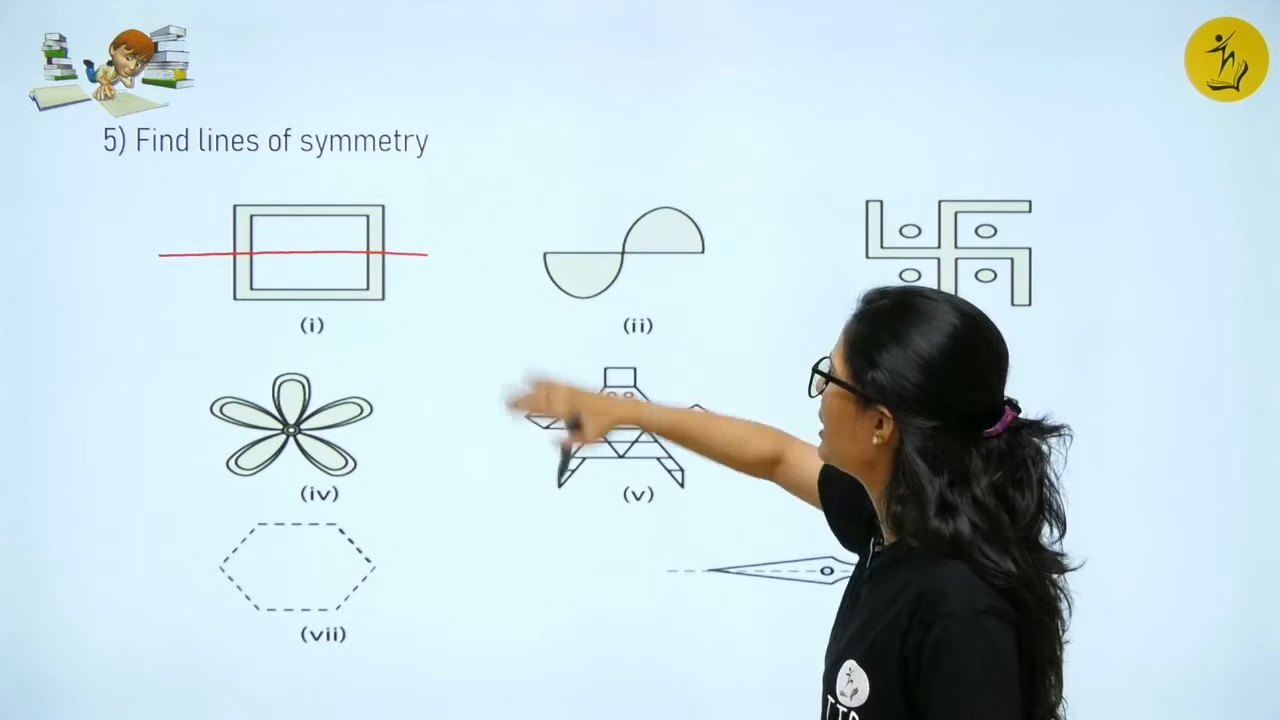 5) Find lines of symmetry
(i)
(ii)
(iv)
(v)
(vii)